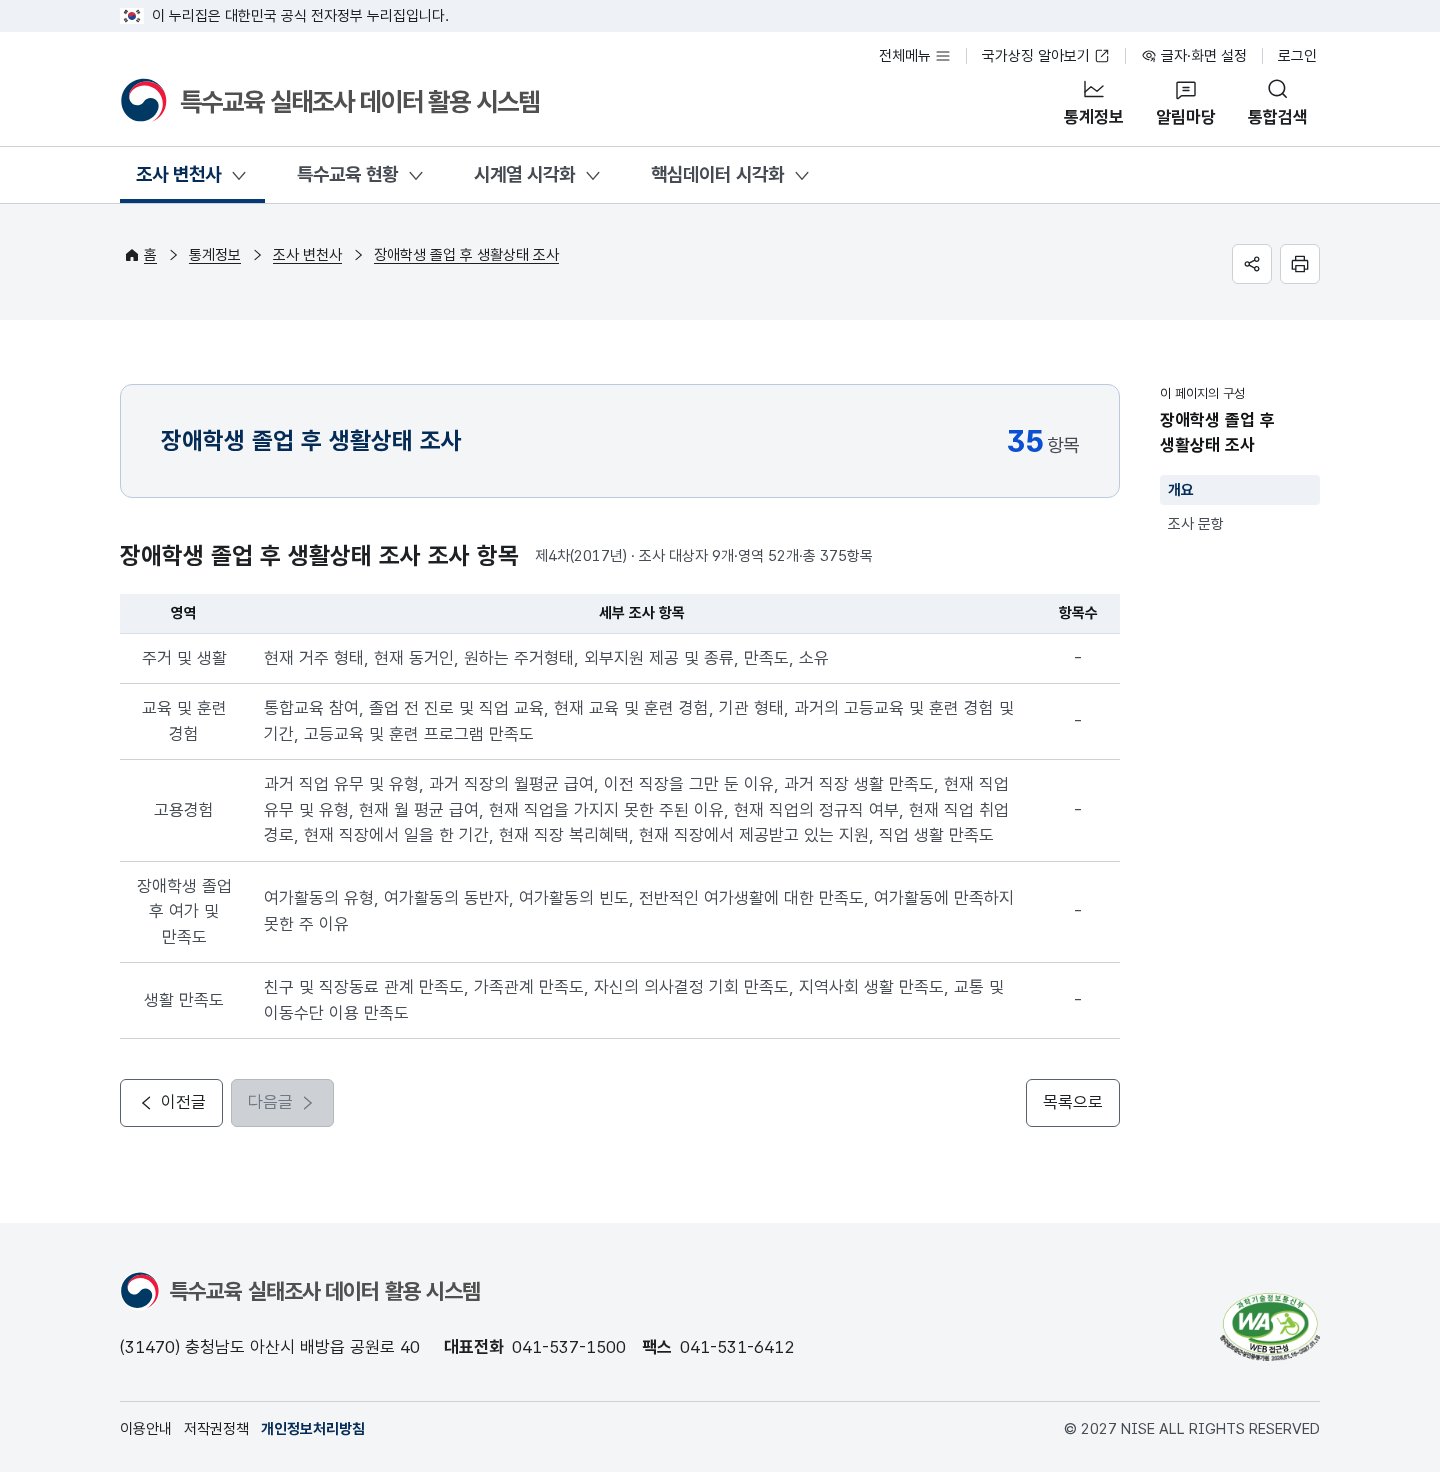 이 누리집은 대한민국 공식 전자정부 누리집입니다.
전체메뉴
국가상징 알아보기
글자·화면 설정
로그인
특수교육 실태조사 데이터 활용 시스템
통계정보
알림마당
통합검색
조사 변천사
특수교육 현황
시계열 시각화
핵심데이터 시각화
홈
통계정보
조사 변천사
장애학생 졸업 후 생활상태 조사
장애학생 졸업 후 생활상태 조사
35 항목
이 페이지의 구성
장애학생 졸업 후
생활상태 조사
개요
조사 문항
장애학생 졸업 후 생활상태 조사 조사 항목
제4차(2017년) · 조사 대상자 9개·영역 52개·총 375항목
영역
세부 조사 항목
항목수
주거 및 생활
현재 거주 형태, 현재 동거인, 원하는 주거형태, 외부지원 제공 및 종류, 만족도, 소유
-
교육 및 훈련
경험
통합교육 참여, 졸업 전 진로 및 직업 교육, 현재 교육 및 훈련 경험, 기관 형태, 과거의 고등교육 및 훈련 경험 및
기간, 고등교육 및 훈련 프로그램 만족도
-
고용경험
과거 직업 유무 및 유형, 과거 직장의 월평균 급여, 이전 직장을 그만 둔 이유, 과거 직장 생활 만족도, 현재 직업
유무 및 유형, 현재 월 평균 급여, 현재 직업을 가지지 못한 주된 이유, 현재 직업의 정규직 여부, 현재 직업 취업
경로, 현재 직장에서 일을 한 기간, 현재 직장 복리혜택, 현재 직장에서 제공받고 있는 지원, 직업 생활 만족도
-
장애학생 졸업
후 여가 및
만족도
여가활동의 유형, 여가활동의 동반자, 여가활동의 빈도, 전반적인 여가생활에 대한 만족도, 여가활동에 만족하지
못한 주 이유
-
생활 만족도
친구 및 직장동료 관계 만족도, 가족관계 만족도, 자신의 의사결정 기회 만족도, 지역사회 생활 만족도, 교통 및
이동수단 이용 만족도
-
이전글
다음글
목록으로
특수교육 실태조사 데이터 활용 시스템
(31470) 충청남도 아산시 배방읍 공원로 40
대표전화 041-537-1500
팩스 041-531-6412
과학기술정보통신부
WA
WEB 접근성
이용안내
저작권정책
개인정보처리방침
© 2027 NISE ALL RIGHTS RESERVED